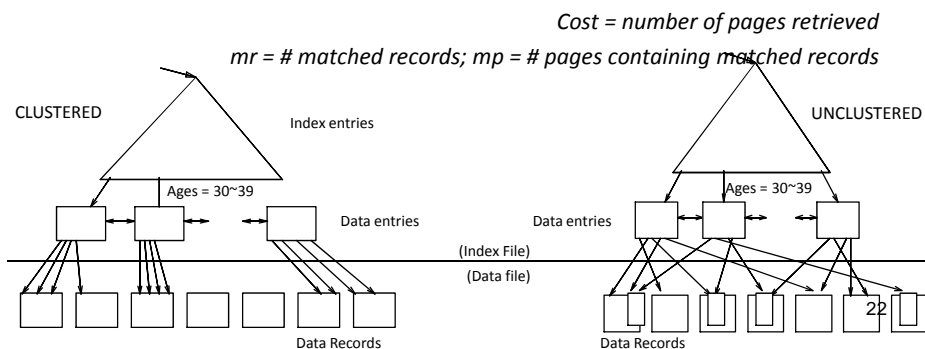 Cost = number of pages retrieved
mr = # matched records; mp = # pages containing matched records
CLUSTERED
UNCLUSTERED
Index entries
Ages = 30~39
Ages = 30~39
Data entries
Data entries
(Index File)
(Data file)
22
Data Records
Data Records